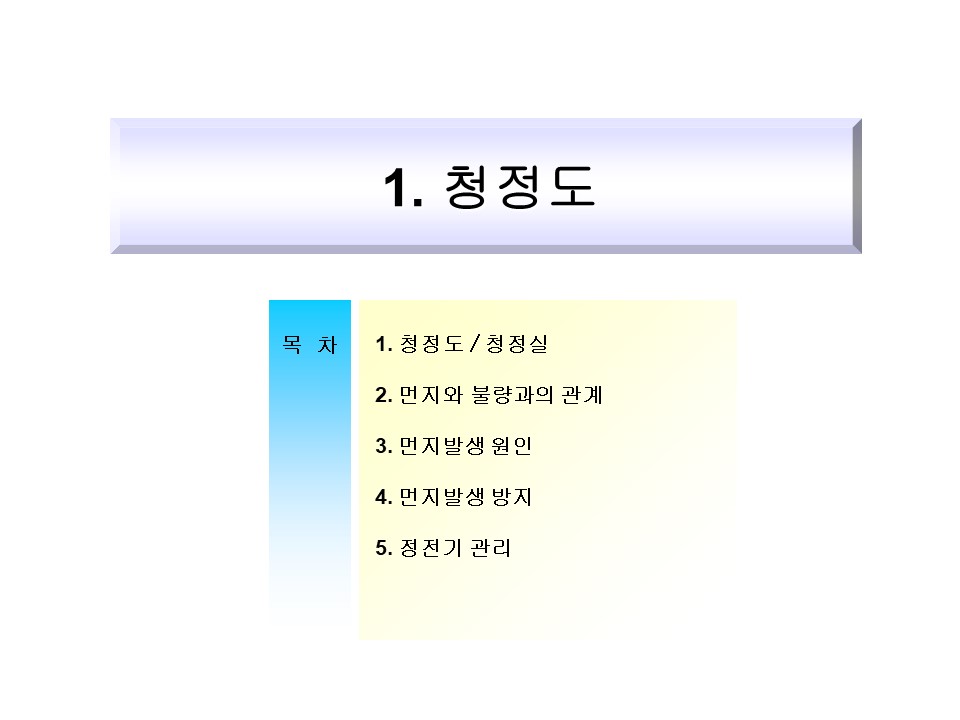 1. 청정도
목 차
1. 청정도 / 청정실
2. 먼지와 불량과의 관계
3. 먼지발생 원인
4. 먼지발생 방지
5. 정전기 관리